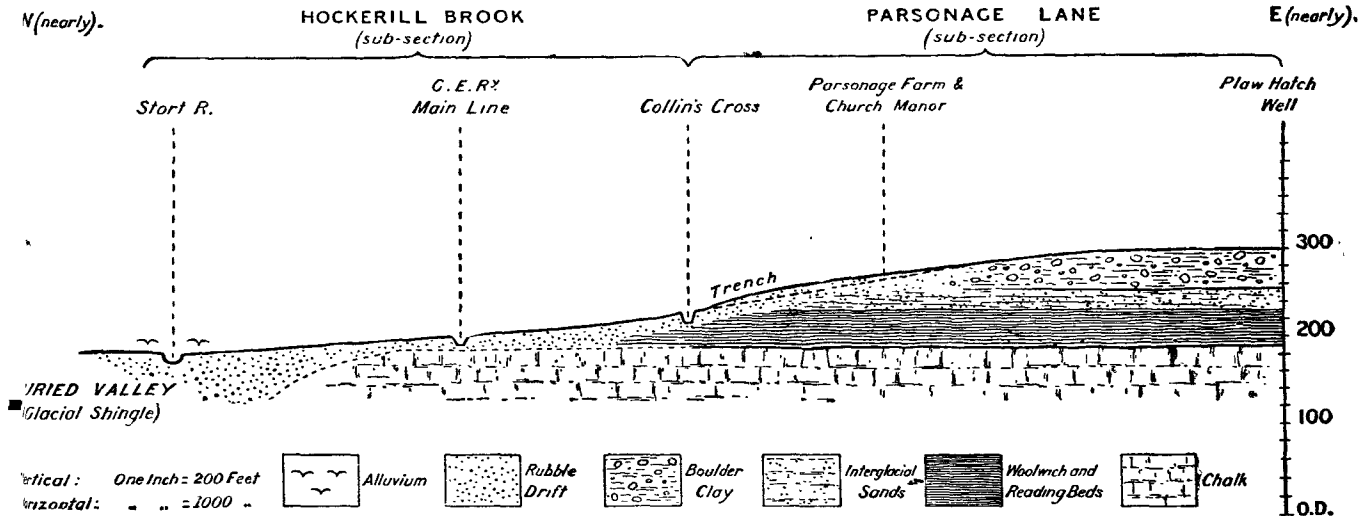 HOCKERILL BROOK
(sub-section)
PARSONAGE LANE
(sub-section)
(nearly).
E (nearly).
Stort R.
G.E.Rʸ.
Main Line
Collin's Cross
Parsonage Farm &
Church Manor
Plaw Hatch
Well
Trench
300
200
100
O.D.
VALLEY
Glacial Shingle)
One Inch = 200 Feet
" " = 1000 "
Alluvium
Rubble
Drift
Boulder
Clay
Interglacial
Sands
Woolwich and
Reading Beds
Chalk